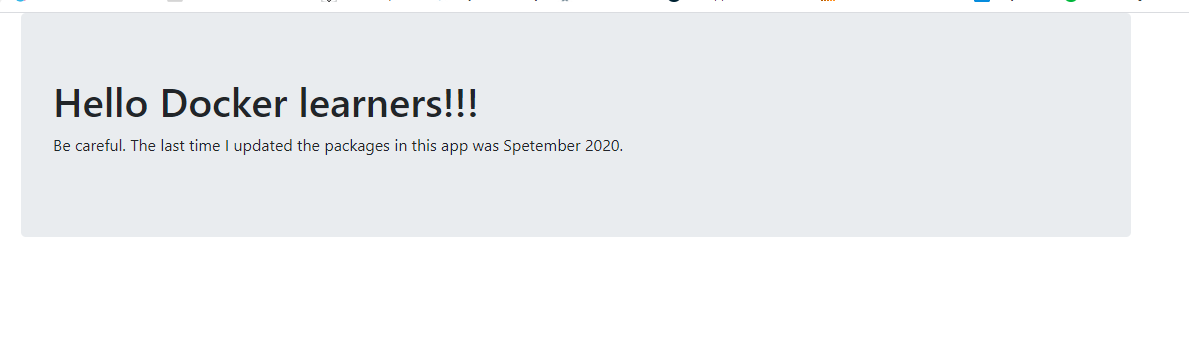 Hello Docker learners!!!
Be careful. The last time I updated the packages in this app was Spetember 2020.